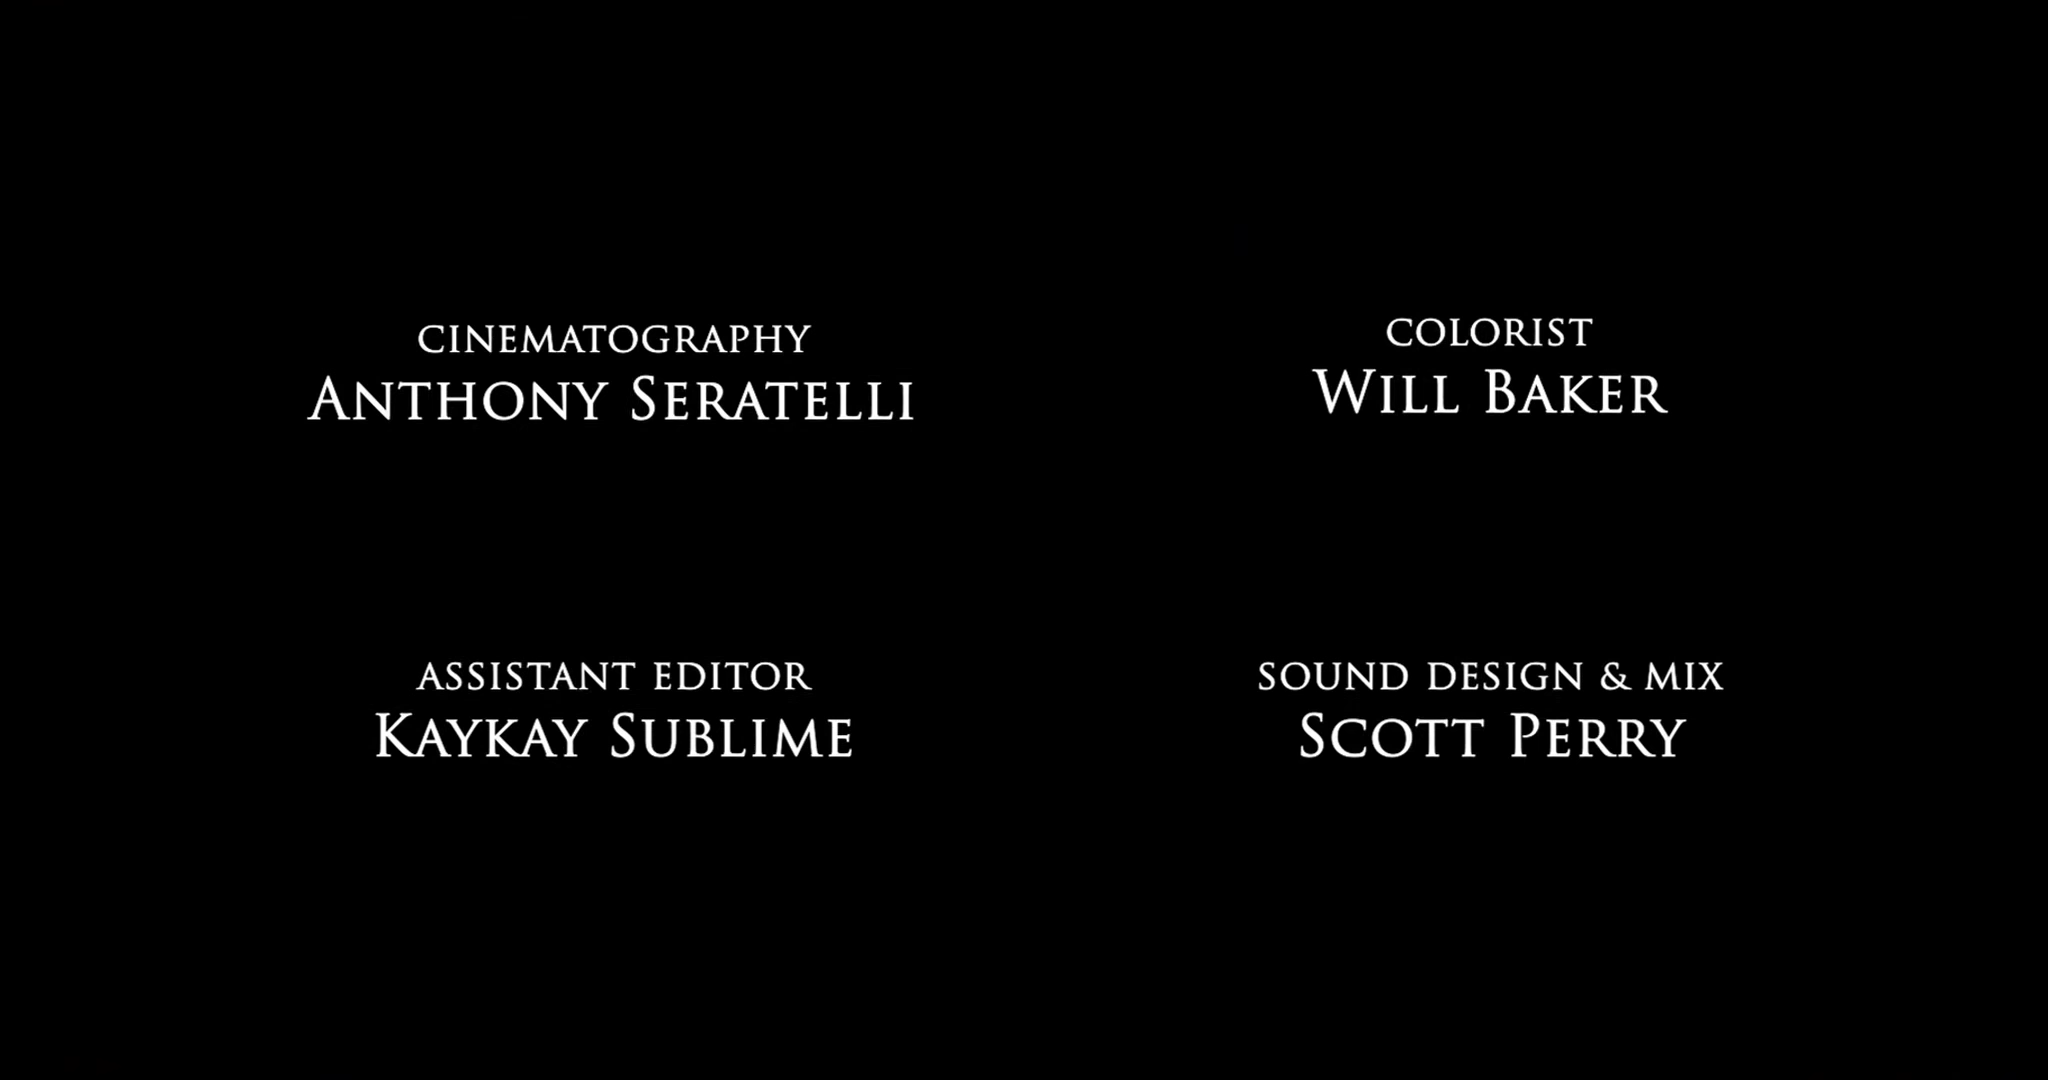 CINEMATOGRAPHY
ANTHONY SERATELLI
COLORIST
WILL BAKER
ASSISTANT EDITOR
KAYKAY SUBLIME
SOUND DESIGN & MIX
SCOTT PERRY